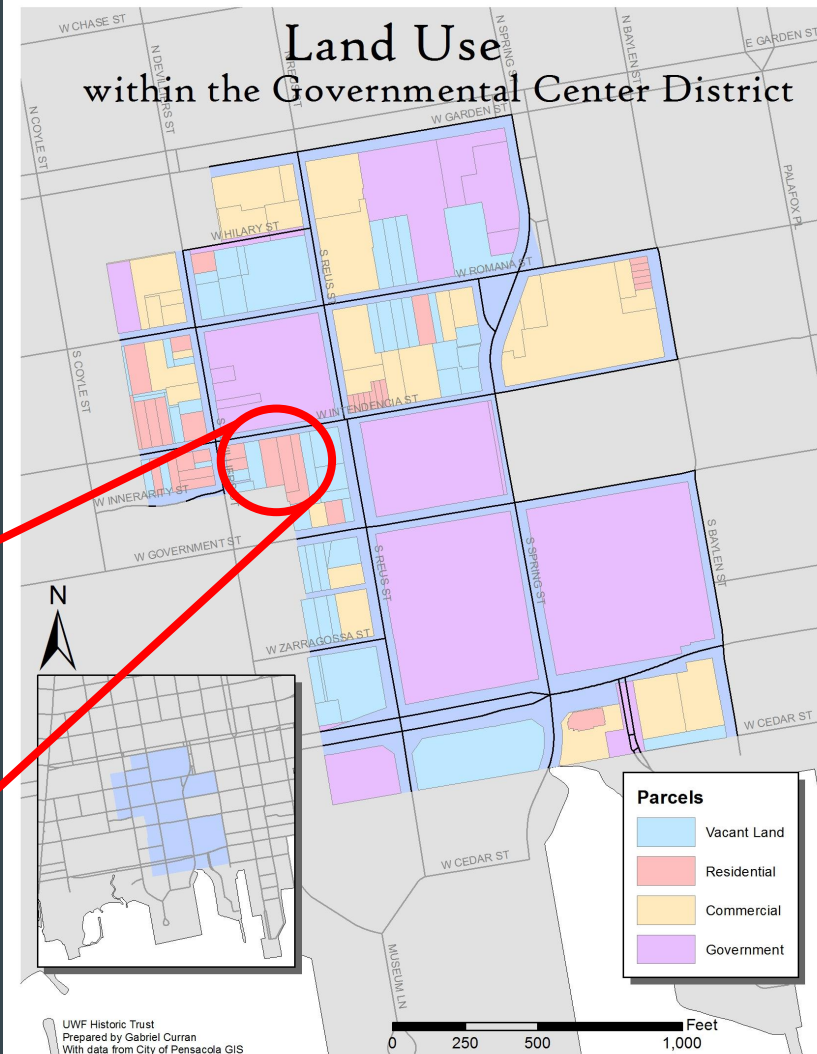 Land Use
within the Governmental Center District
W CHASE ST
N DEVILLIERS ST
N REUS ST
N SPRING ST
N BAYLEN ST
E GARDEN ST
N COYLE ST
W GARDEN ST
PALAFOX PL
W HILARY ST
S REUS ST
W ROMANA ST
S COYLE ST
W INTENDENCIA ST
W INNERARITY ST
W GOVERNMENT ST
S REUS ST
S SPRING ST
S BAYLEN ST
W ZARRAGOSSA ST
N
W CEDAR ST
W CEDAR ST
MUSEUM LN
Parcels
Vacant Land
Residential
Commercial
Government
UWF Historic Trust
Prepared by Gabriel Curran
With data from City of Pensacola GIS
Feet
0 250 500 1,000